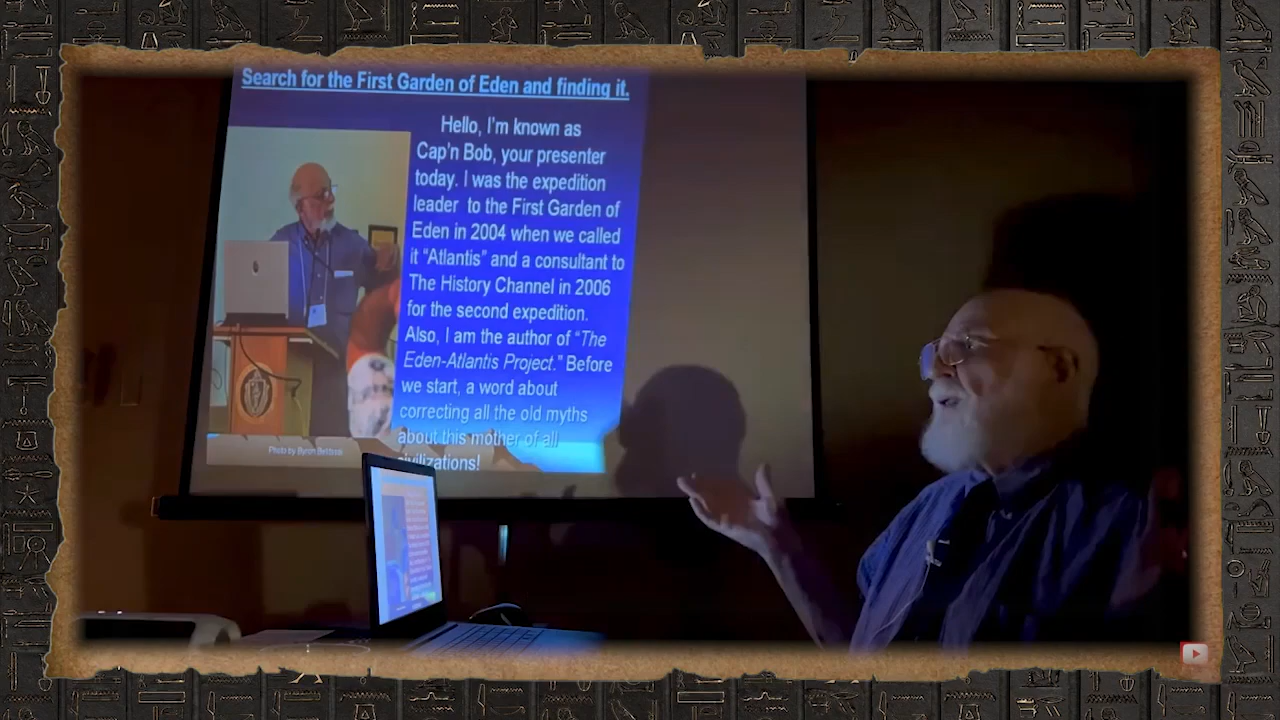 Search for the First Garden of Eden and finding it.
Hello, I'm known as
Cap'n Bob, your presenter
today. I was the expedition
leader to the First Garden of
Eden in 2004 when we called
it "Atlantis" and a consultant to
The History Channel in 2006
for the second expedition.
Also, I am the author of "The
Eden-Atlantis Project." Before
we start, a word about
correcting all the old myths
about this mother of all
civilizations!
Photo by Byron